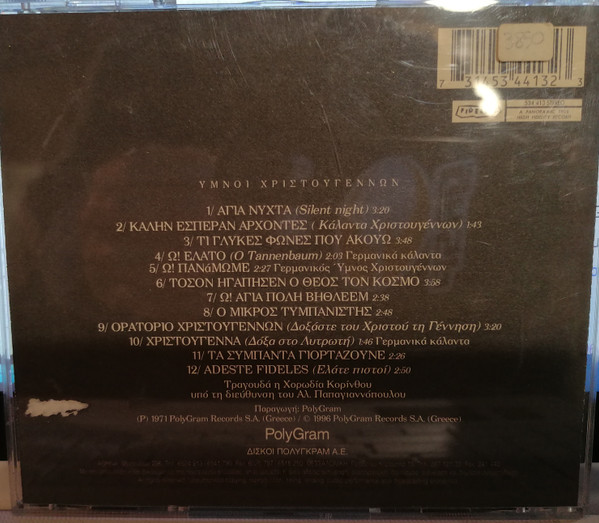 3850
7 31453 44132 3
ΥΜΝΟΙ ΧΡΙΣΤΟΥΓΕΝΝΩΝ
1/ ΑΓΙΑ ΝΥΧΤΑ (Silent night) 3:20
2/ ΚΑΛΗΝ ΕΣΠΕΡΑΝ ΑΡΧΟΝΤΕΣ ( Κάλαντα Χριστουγέννων) 1:43
3/ ΤΙ ΓΛΥΚΕΣ ΦΩΝΕΣ ΠΟΥ ΑΚΟΥΩ 3:48
4/ Ω! ΕΛΑΤΟ (O Tannenbaum) 2:03 Γερμανικά κάλαντα
5/ Ω! ΠΑΝάΜΩΜΕ 2:27 Γερμανικός Ύμνος Χριστουγέννων
6/ ΤΟΣΟΝ ΗΓΑΠΗΣΕΝ Ο ΘΕΟΣ ΤΟΝ ΚΟΣΜΟ 3:58
7/ Ω! ΑΓΙΑ ΠΟΛΗ ΒΗΘΛΕΕΜ 2:38
8/ Ο ΜΙΚΡΟΣ ΤΥΜΠΑΝΙΣΤΗΣ 2:48
9/ ΟΡΑΤΟΡΙΟ ΧΡΙΣΤΟΥΓΕΝΝΩΝ (Δοξάστε του Χριστού τη Γέννηση) 3:20
10/ ΧΡΙΣΤΟΥΓΕΝΝΑ (Δόξα στο Λυτρωτή) 1:46 Γερμανικά κάλαντα
11/ ΤΑ ΣΥΜΠΑΝΤΑ ΓΙΟΡΤΑΖΟΥΝΕ 2:26
12/ ADESTE FIDELES (Ελάτε πιστοί) 2:50
Τραγουδά η Χορωδία Κορίνθου
υπό τη διεύθυνση του Αλ. Παπαγιαννόπουλου
Παραγωγή: PolyGram
(P) 1971 PolyGram Records S.A. (Greece) / © 1996 PolyGram Records S.A. (Greece)
PolyGram
ΔΙΣΚΟΙ ΠΟΛΥΓΚΡΑΜ Α.Ε.